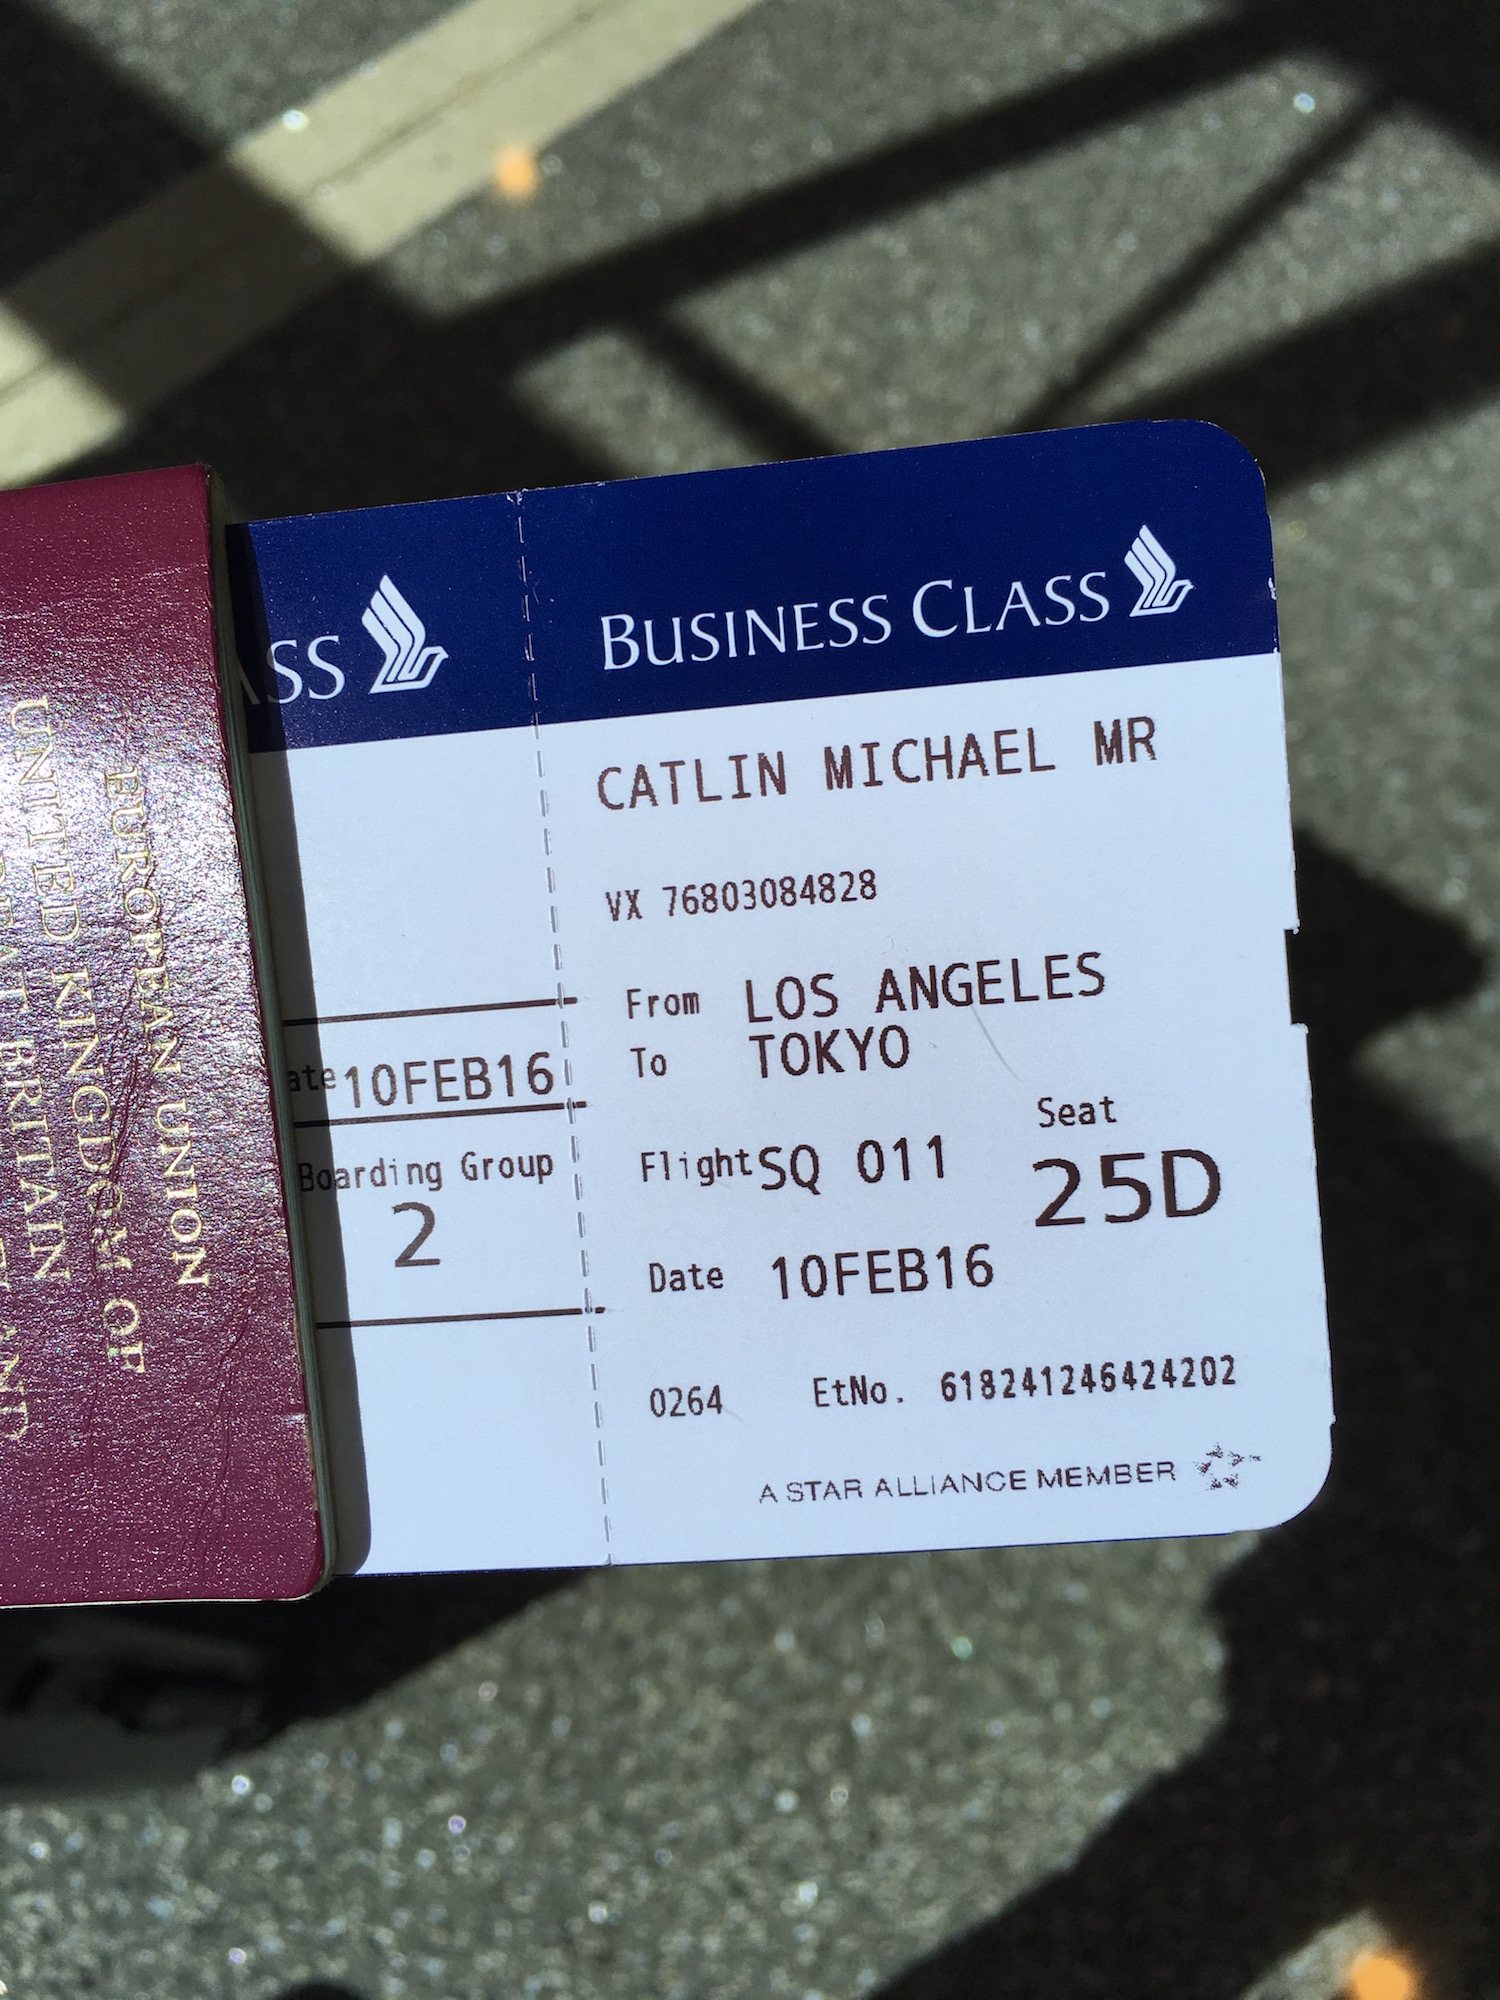 EUROPEAN UNION
UNITED KINGDOM OF
BRITAIN
SS
ate 10FEB16
Boarding Group
2
BUSINESS CLASS
CATLIN MICHAEL MR
VX 76803084828
From LOS ANGELES
To TOKYO
Seat
Flight SQ 011
25D
Date 10FEB16
0264 EtNo. 618241246424202
A STAR ALLIANCE MEMBER